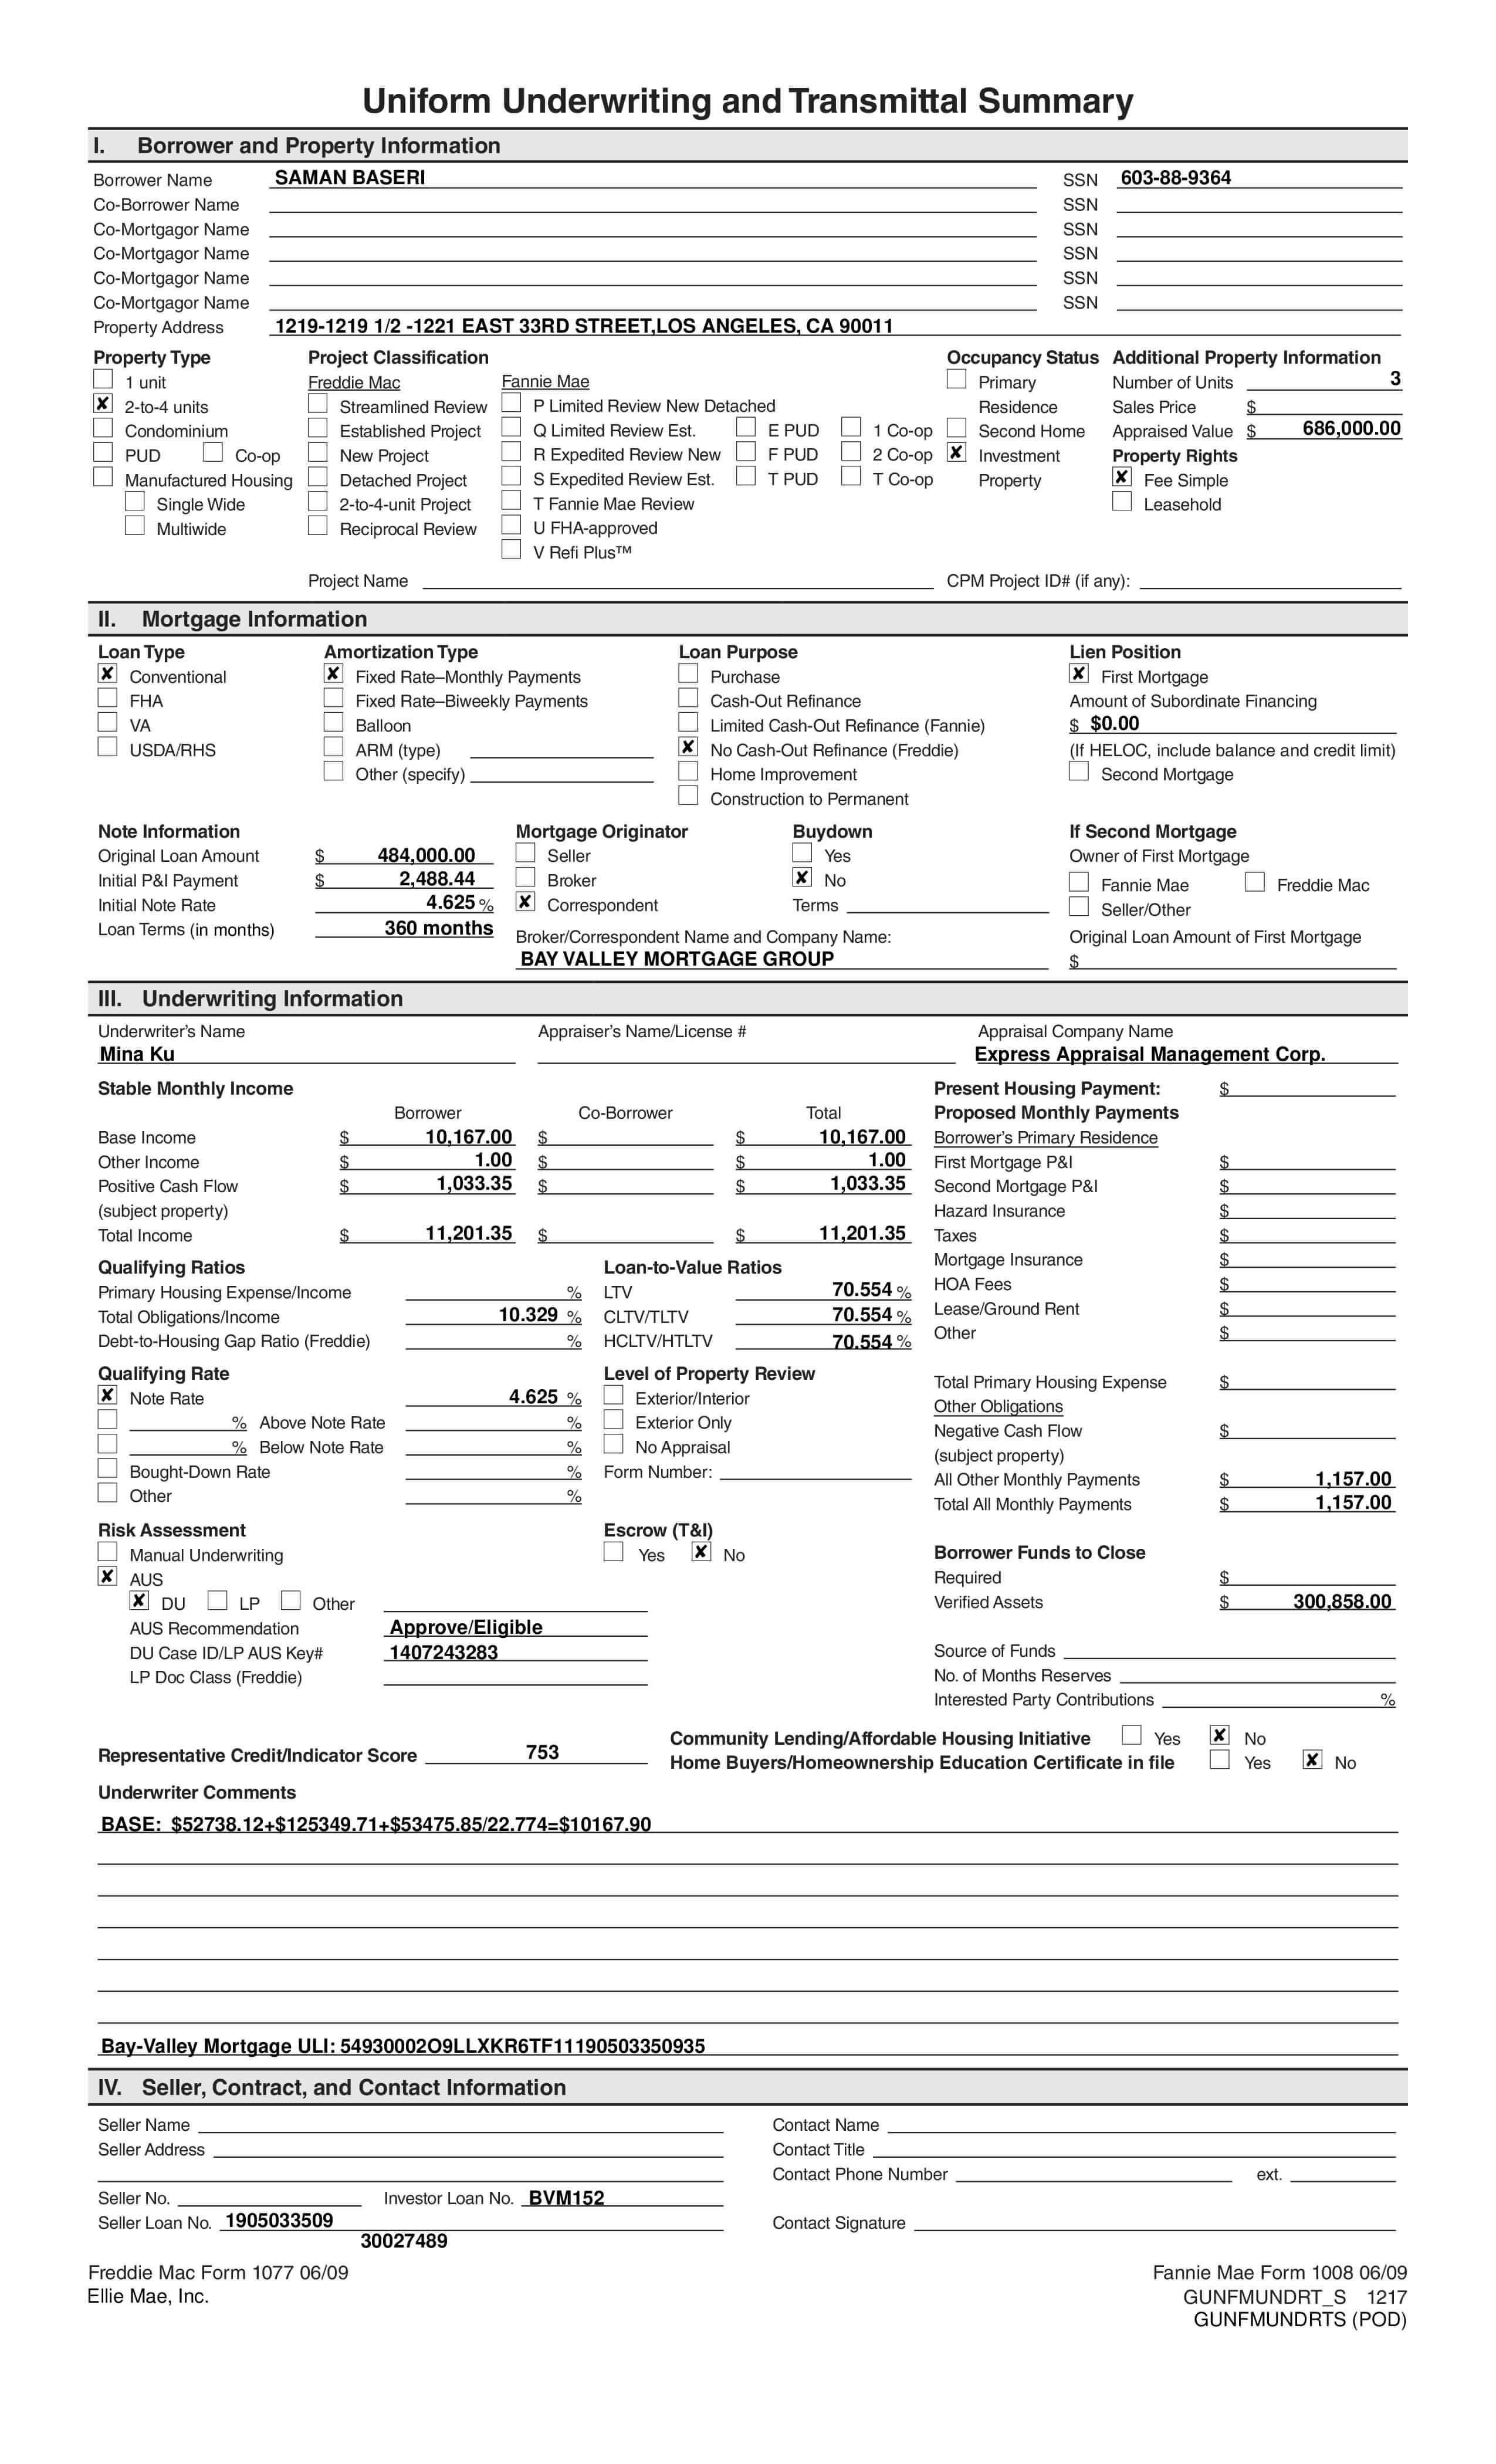 Uniform Underwriting and Transmittal Summary
I. Borrower and Property Information
Borrower Name SAMAN BASERI SSN 603-88-9364
Co-Borrower Name SSN
Co-Mortgagor Name SSN
Co-Mortgagor Name SSN
Co-Mortgagor Name SSN
Co-Mortgagor Name SSN
Property Address 1219-1219 1/2 -1221 EAST 33RD STREET,LOS ANGELES, CA 90011
Property Type Project Classification Occupancy Status Additional Property Information
1 unit Freddie Mac Fannie Mae Primary Number of Units 3
✘ 2-to-4 units Streamlined Review P Limited Review New Detached Residence Sales Price $
Condominium Established Project Q Limited Review Est. E PUD 1 Co-op Second Home Appraised Value $ 686,000.00
PUD Co-op New Project R Expedited Review New F PUD 2 Co-op ✘ Investment Property Rights
Manufactured Housing Detached Project S Expedited Review Est. T PUD T Co-op Property ✘ Fee Simple
Single Wide 2-to-4-unit Project T Fannie Mae Review Leasehold
Multiwide Reciprocal Review U FHA-approved
V Refi Plus™
Project Name CPM Project ID# (if any):
II. Mortgage Information
Loan Type Amortization Type Loan Purpose Lien Position
✘ Conventional ✘ Fixed Rate–Monthly Payments Purchase ✘ First Mortgage
FHA Fixed Rate–Biweekly Payments Cash-Out Refinance Amount of Subordinate Financing
VA Balloon Limited Cash-Out Refinance (Fannie) $ $0.00
USDA/RHS ARM (type) ✘ No Cash-Out Refinance (Freddie) (If HELOC, include balance and credit limit)
Other (specify) Home Improvement Second Mortgage
Construction to Permanent
Note Information Mortgage Originator Buydown If Second Mortgage
Original Loan Amount $ 484,000.00 Seller Yes Owner of First Mortgage
Initial P&I Payment $ 2,488.44 Broker ✘ No Fannie Mae Freddie Mac
Initial Note Rate 4.625 % ✘ Correspondent Terms Seller/Other
Loan Terms (in months) 360 months Broker/Correspondent Name and Company Name: Original Loan Amount of First Mortgage
BAY VALLEY MORTGAGE GROUP $
III. Underwriting Information
Underwriter's Name Appraiser's Name/License # Appraisal Company Name
Mina Ku Express Appraisal Management Corp.
Stable Monthly Income Present Housing Payment: $
Borrower Co-Borrower Total Proposed Monthly Payments
Base Income $ 10,167.00 $ $ 10,167.00 Borrower's Primary Residence
Other Income $ 1.00 $ $ 1.00 First Mortgage P&I $
Positive Cash Flow $ 1,033.35 $ $ 1,033.35 Second Mortgage P&I $
(subject property) Hazard Insurance $
Total Income $ 11,201.35 $ $ 11,201.35 Taxes $
Qualifying Ratios Loan-to-Value Ratios Mortgage Insurance $
Primary Housing Expense/Income % LTV 70.554 % HOA Fees $
Total Obligations/Income 10.329 % CLTV/TLTV 70.554 % Lease/Ground Rent $
Debt-to-Housing Gap Ratio (Freddie) % HCLTV/HTLTV 70.554 % Other $
Qualifying Rate Level of Property Review Total Primary Housing Expense $
✘ Note Rate 4.625 % Exterior/Interior Other Obligations
% Above Note Rate % Exterior Only Negative Cash Flow $
% Below Note Rate % No Appraisal (subject property)
Bought-Down Rate % Form Number: All Other Monthly Payments $ 1,157.00
Other % Total All Monthly Payments $ 1,157.00
Risk Assessment Escrow (T&I)
Manual Underwriting Yes ✘ No Borrower Funds to Close
✘ AUS Required $
✘ DU LP Other Verified Assets $ 300,858.00
AUS Recommendation Approve/Eligible
DU Case ID/LP AUS Key# 1407243283 Source of Funds
LP Doc Class (Freddie) No. of Months Reserves
Interested Party Contributions %
Community Lending/Affordable Housing Initiative Yes ✘ No
Representative Credit/Indicator Score 753 Home Buyers/Homeownership Education Certificate in file Yes ✘ No
Underwriter Comments
BASE: $52738.12+$125349.71+$53475.85/22.774=$10167.90
Bay-Valley Mortgage ULI: 54930002O9LLXKR6TF11190503350935
IV. Seller, Contract, and Contact Information
Seller Name Contact Name
Seller Address Contact Title
Contact Phone Number ext.
Seller No. Investor Loan No. BVM152
Seller Loan No. 1905033509 Contact Signature
30027489
Freddie Mac Form 1077 06/09 Fannie Mae Form 1008 06/09
Ellie Mae, Inc. GUNFMUNDRT_S 1217
GUNFMUNDRTS (POD)